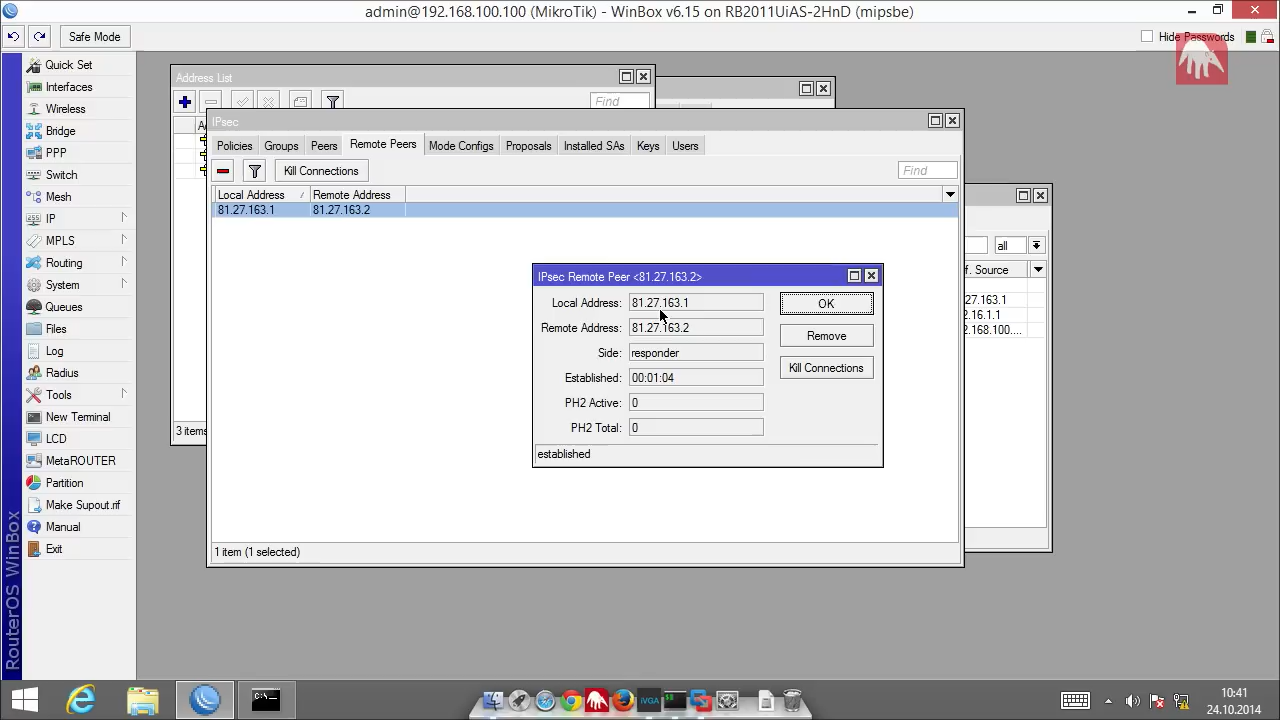 admin@192.168.100.100 (MikroTik) - WinBox v6.15 on RB2011UiAS-2HnD (mipsbe)
Safe Mode
Hide Passwords
Quick Set
Interfaces
Wireless
Bridge
PPP
Switch
Mesh
IP
MPLS
Routing
System
Queues
Files
Log
Radius
Tools
New Terminal
LCD
MetaROUTER
Partition
Make Supout.rif
Manual
Exit
RouterOS WinBox
Address List
Find
3 items
IPsec
Policies Groups Peers Remote Peers Mode Configs Proposals Installed SAs Keys Users
Kill Connections
Find
Local Address / Remote Address
81.27.163.1 81.27.163.2
1 item (1 selected)
IPsec Remote Peer <81.27.163.2>
Local Address: 81.27.163.1
Remote Address: 81.27.163.2
Side: responder
Established: 00:01:04
PH2 Active: 0
PH2 Total: 0
established
OK
Remove
Kill Connections
all
f. Source
27.163.1
2.16.1.1
2.168.100....
iVGA
10:41
24.10.2014